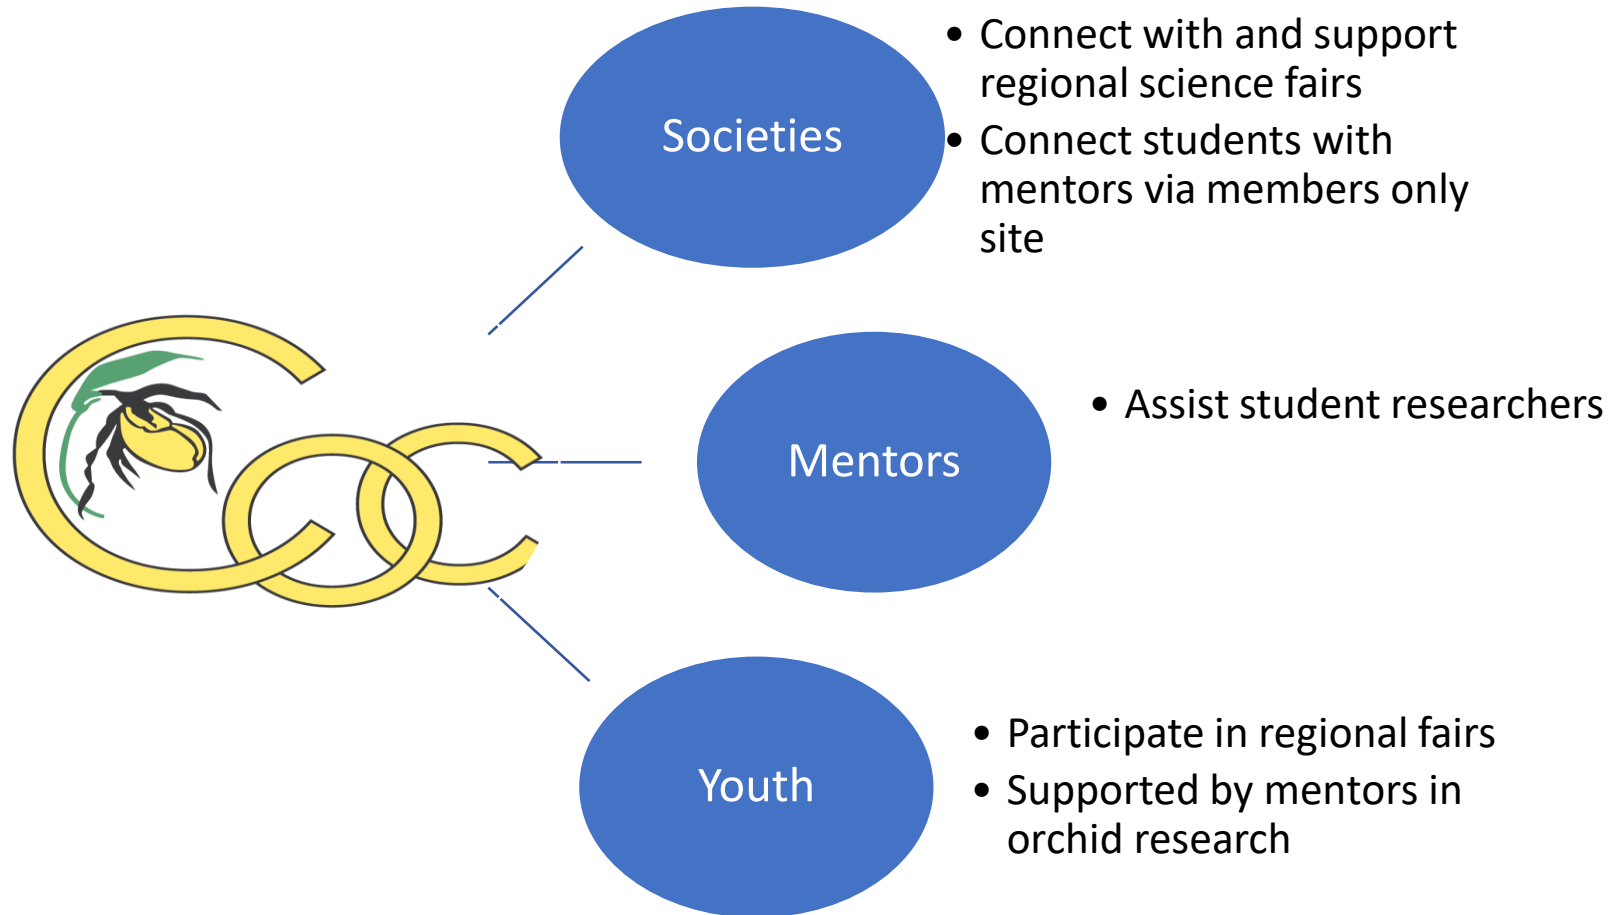 COC
Societies
• Connect with and support
regional science fairs
• Connect students with
mentors via members only
site
Mentors
• Assist student researchers
Youth
• Participate in regional fairs
• Supported by mentors in
orchid research